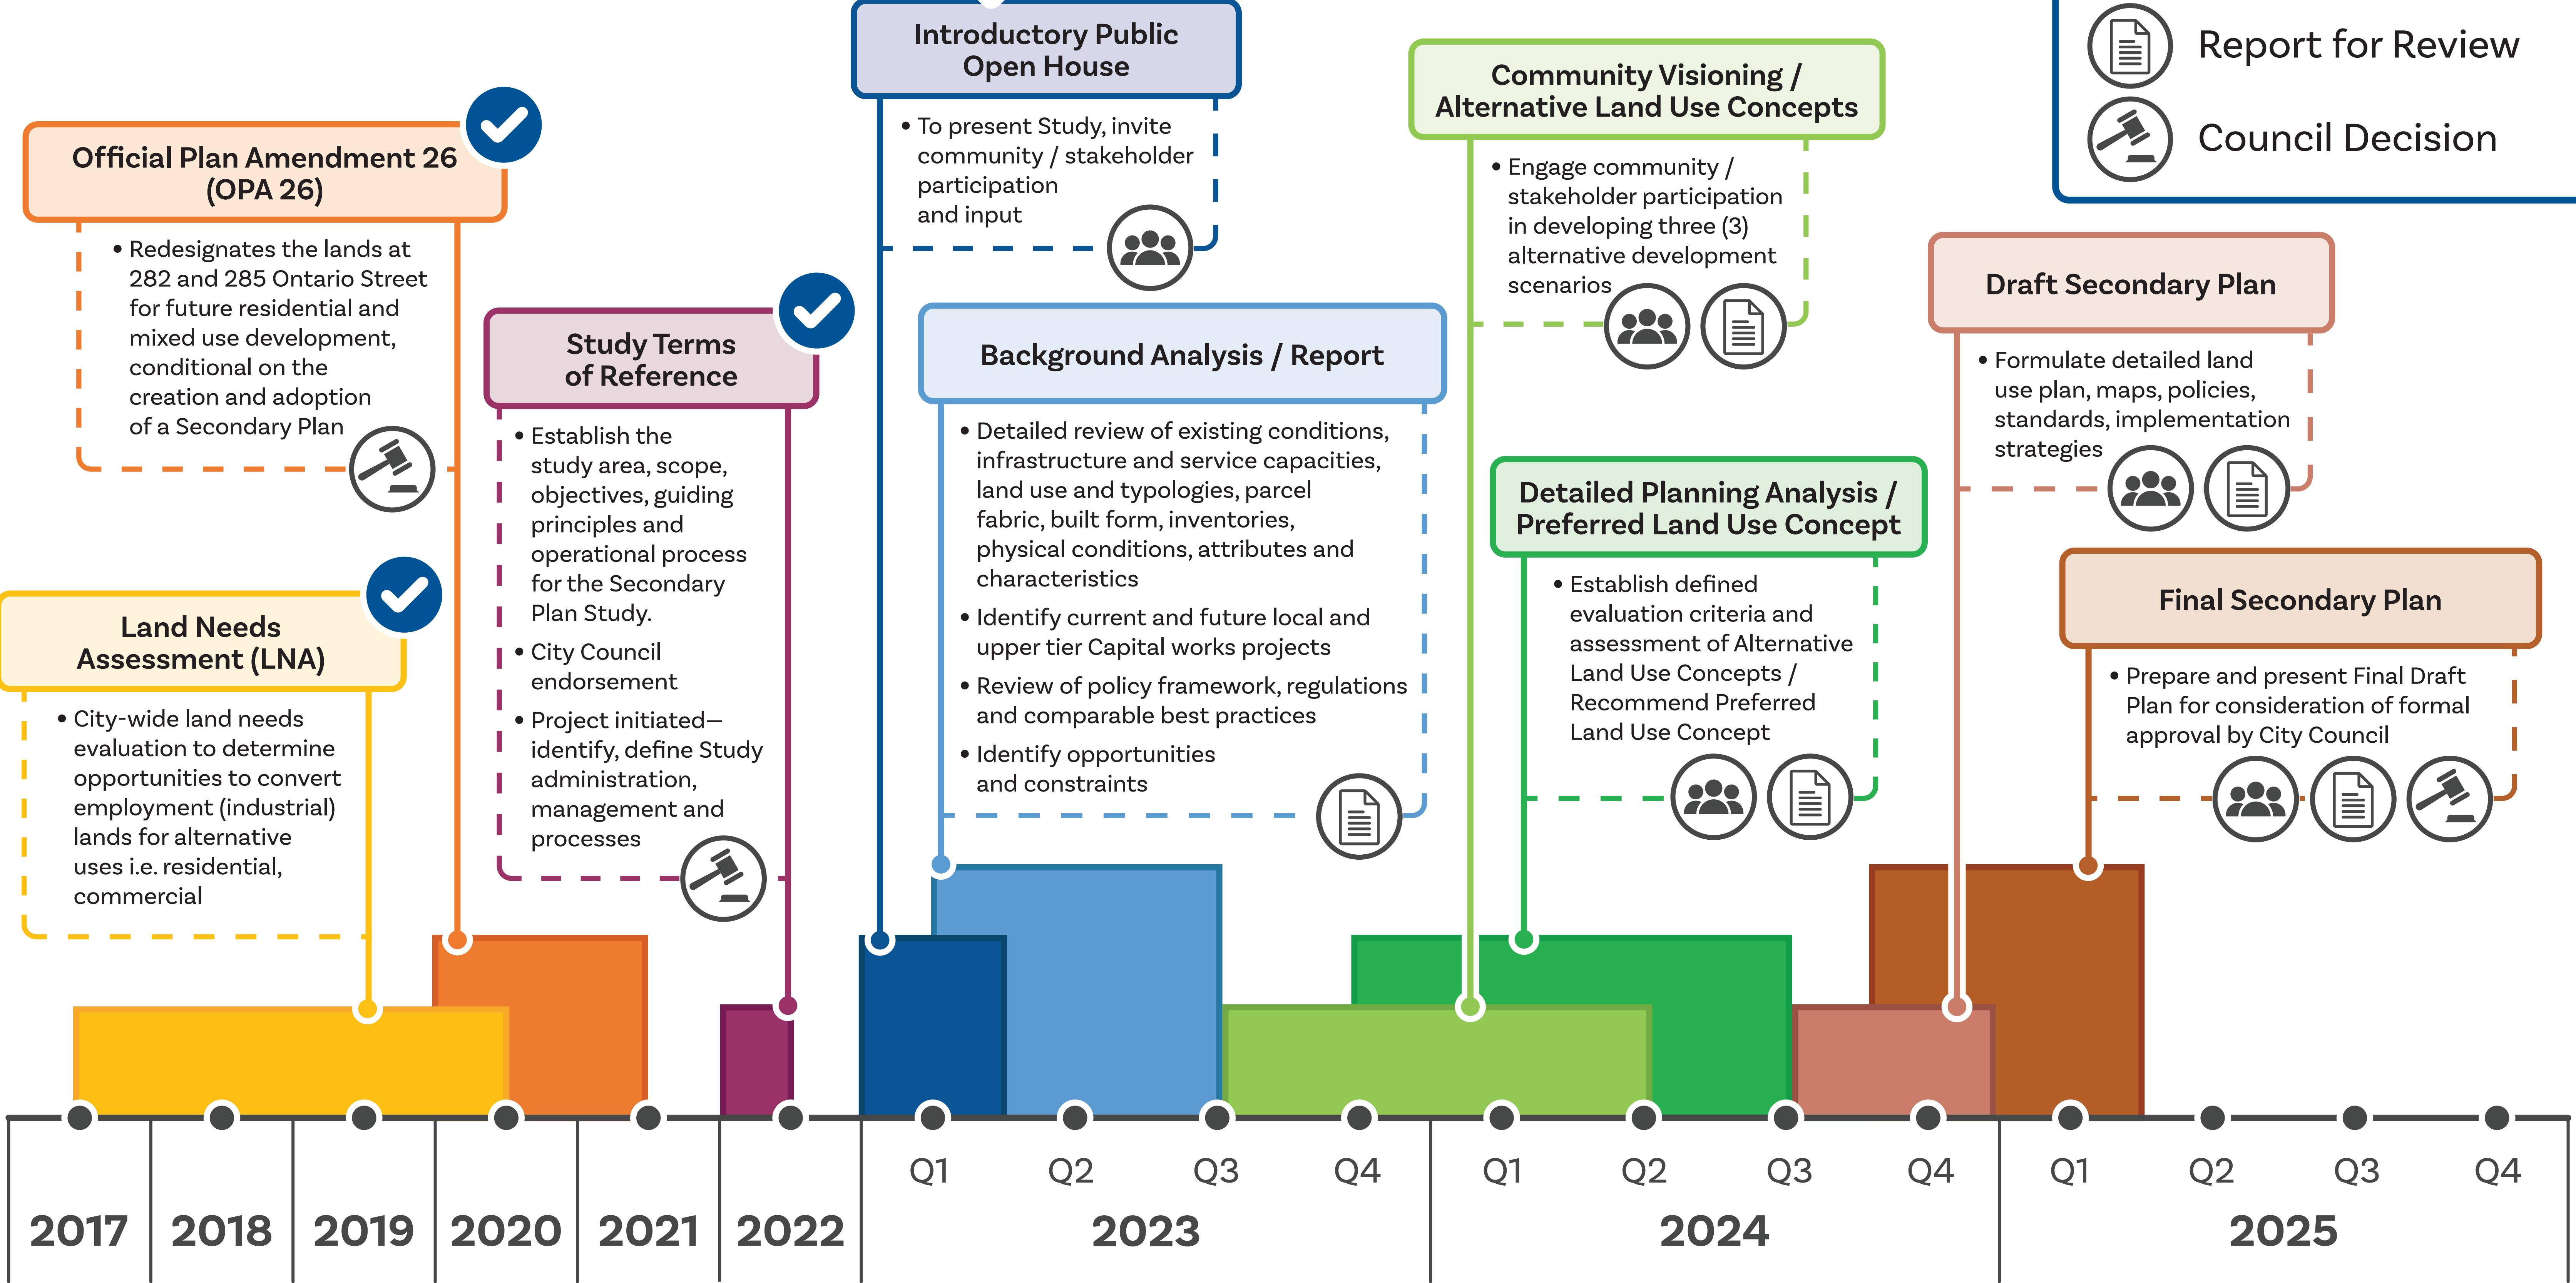 Introductory Public
Open House
• To present Study, invite
community / stakeholder
participation
and input
Community Visioning /
Alternative Land Use Concepts
• Engage community /
stakeholder participation
in developing three (3)
alternative development
scenarios
Report for Review
Council Decision
Official Plan Amendment 26
(OPA 26)
• Redesignates the lands at
282 and 285 Ontario Street
for future residential and
mixed use development,
conditional on the
creation and adoption
of a Secondary Plan
Study Terms
of Reference
• Establish the
study area, scope,
objectives, guiding
principles and
operational process
for the Secondary
Plan Study.
• City Council
endorsement
• Project initiated—
identify, define Study
administration,
management and
processes
Background Analysis / Report
• Detailed review of existing conditions,
infrastructure and service capacities,
land use and typologies, parcel
fabric, built form, inventories,
physical conditions, attributes and
characteristics
• Identify current and future local and
upper tier Capital works projects
• Review of policy framework, regulations
and comparable best practices
• Identify opportunities
and constraints
Draft Secondary Plan
• Formulate detailed land
use plan, maps, policies,
standards, implementation
strategies
Detailed Planning Analysis /
Preferred Land Use Concept
• Establish defined
evaluation criteria and
assessment of Alternative
Land Use Concepts /
Recommend Preferred
Land Use Concept
Final Secondary Plan
• Prepare and present Final Draft
Plan for consideration of formal
approval by City Council
Land Needs
Assessment (LNA)
• City-wide land needs
evaluation to determine
opportunities to convert
employment (industrial)
lands for alternative
uses i.e. residential,
commercial
Q1 Q2 Q3 Q4 Q1 Q2 Q3 Q4 Q1 Q2 Q3 Q4
2017 2018 2019 2020 2021 2022 2023 2024 2025